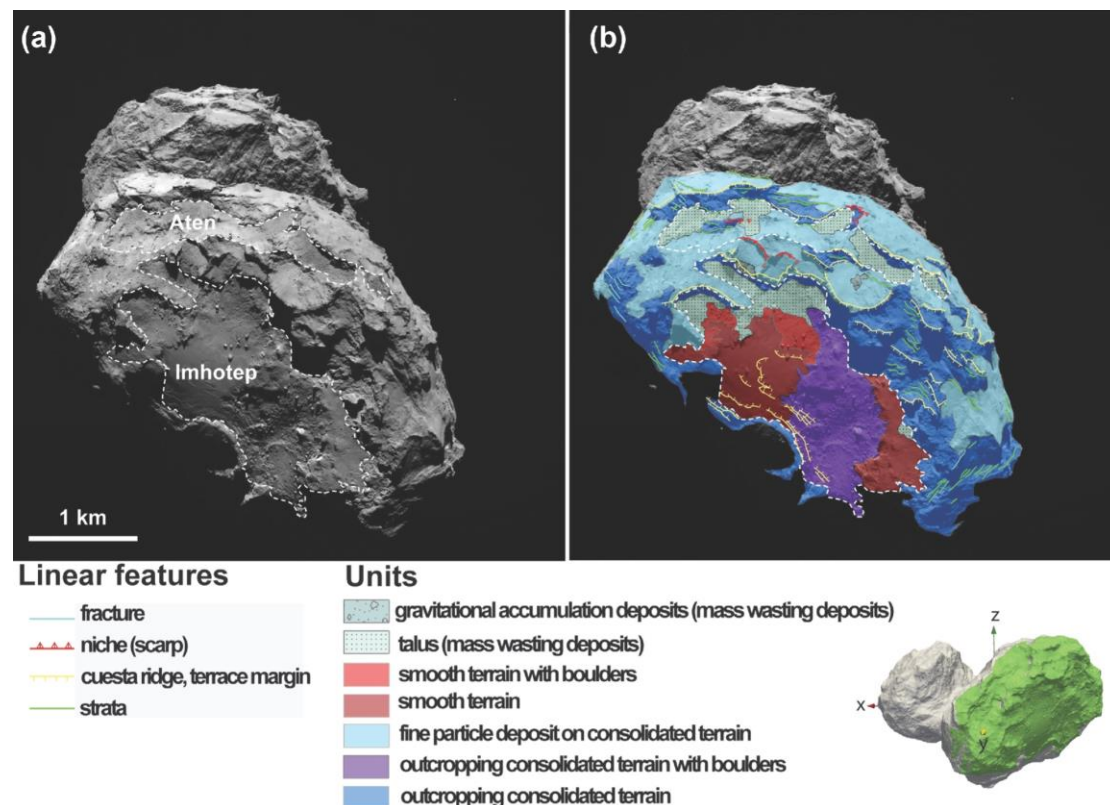 (a)
(b)
Aten
Imhotep
1 km
Linear features
fracture
niche (scarp)
cuesta ridge, terrace margin
strata
Units
gravitational accumulation deposits (mass wasting deposits)
talus (mass wasting deposits)
smooth terrain with boulders
smooth terrain
fine particle deposit on consolidated terrain
outcropping consolidated terrain with boulders
outcropping consolidated terrain
z
x
y